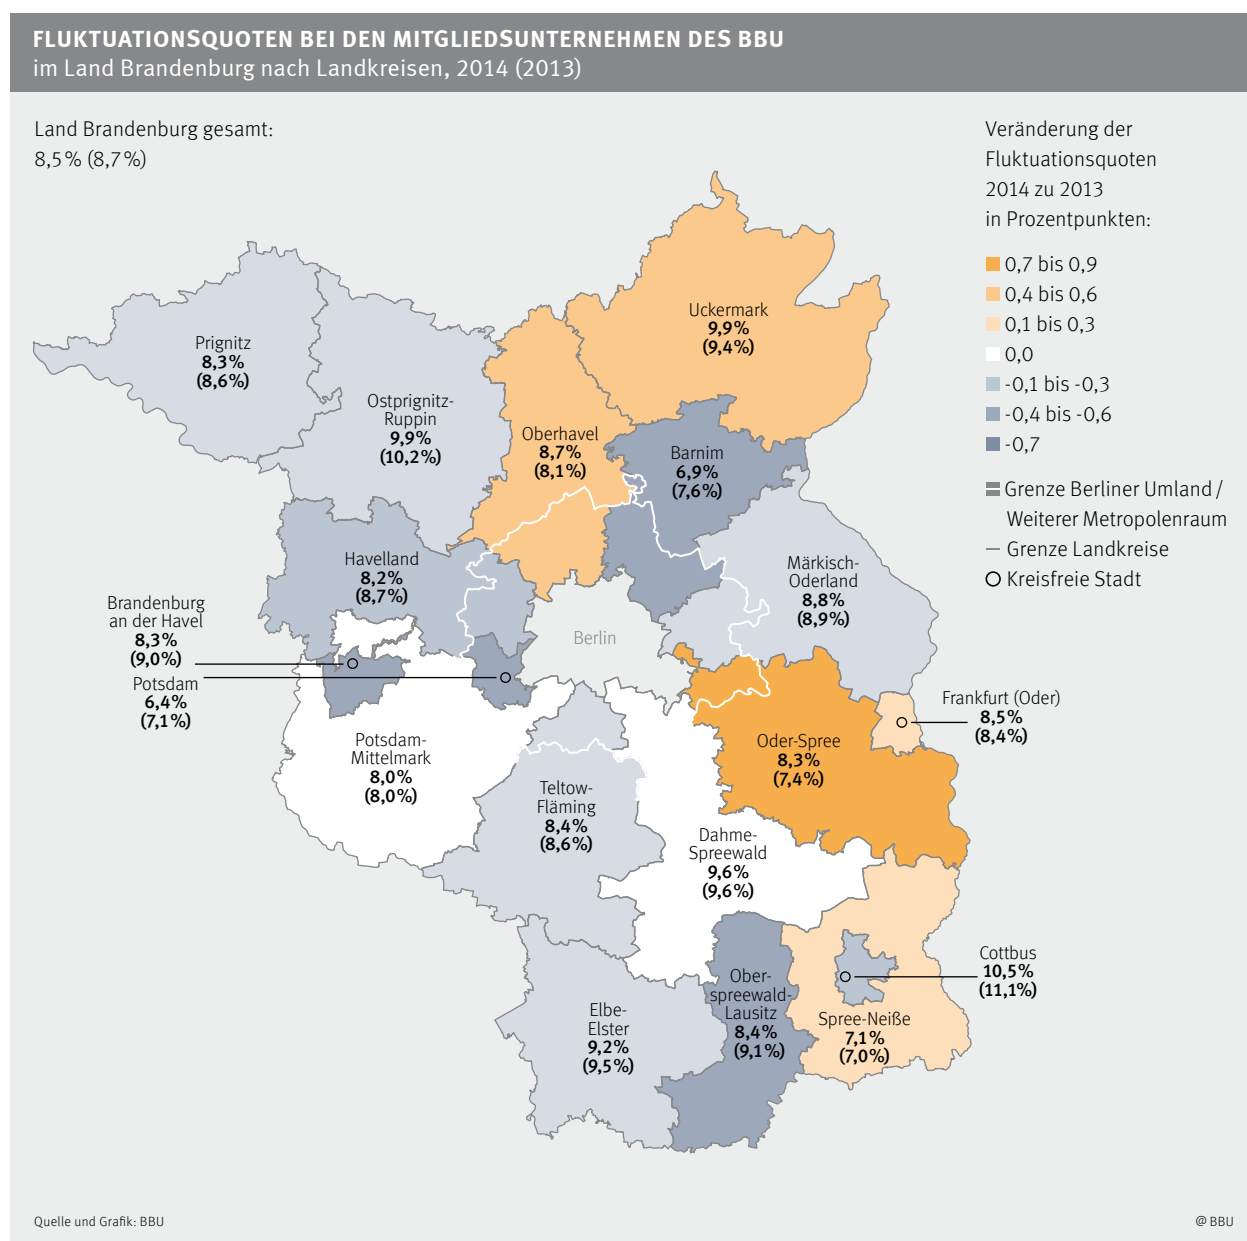 FLUKTUATIONSQUOTEN BEI DEN MITGLIEDSUNTERNEHMEN DES BBU
im Land Brandenburg nach Landkreisen, 2014 (2013)
Land Brandenburg gesamt:
8,5 % (8,7 %)
Veränderung der
Fluktuationsquoten
2014 zu 2013
in Prozentpunkten:
0,7 bis 0,9
0,4 bis 0,6
0,1 bis 0,3
0,0
-0,1 bis -0,3
-0,4 bis -0,6
-0,7
Grenze Berliner Umland /
Weiterer Metropolenraum
Grenze Landkreise
Kreisfreie Stadt
Uckermark
9,9%
(9,4%)
Prignitz
8,3%
(8,6%)
Ostprignitz-
Ruppin
9,9%
(10,2%)
Oberhavel
8,7%
(8,1%)
Barnim
6,9%
(7,6%)
Havelland
8,2%
(8,7%)
Märkisch-
Oderland
8,8%
(8,9%)
Brandenburg
an der Havel
8,3%
(9,0%)
Berlin
Potsdam
6,4%
(7,1%)
Frankfurt (Oder)
8,5%
(8,4%)
Potsdam-
Mittelmark
8,0%
(8,0%)
Oder-Spree
8,3%
(7,4%)
Teltow-
Fläming
8,4%
(8,6%)
Dahme-
Spreewald
9,6%
(9,6%)
Cottbus
10,5%
(11,1%)
Ober-
spreewald-
Lausitz
8,4%
(9,1%)
Elbe-
Elster
9,2%
(9,5%)
Spree-Neiße
7,1%
(7,0%)
Quelle und Grafik: BBU
@ BBU